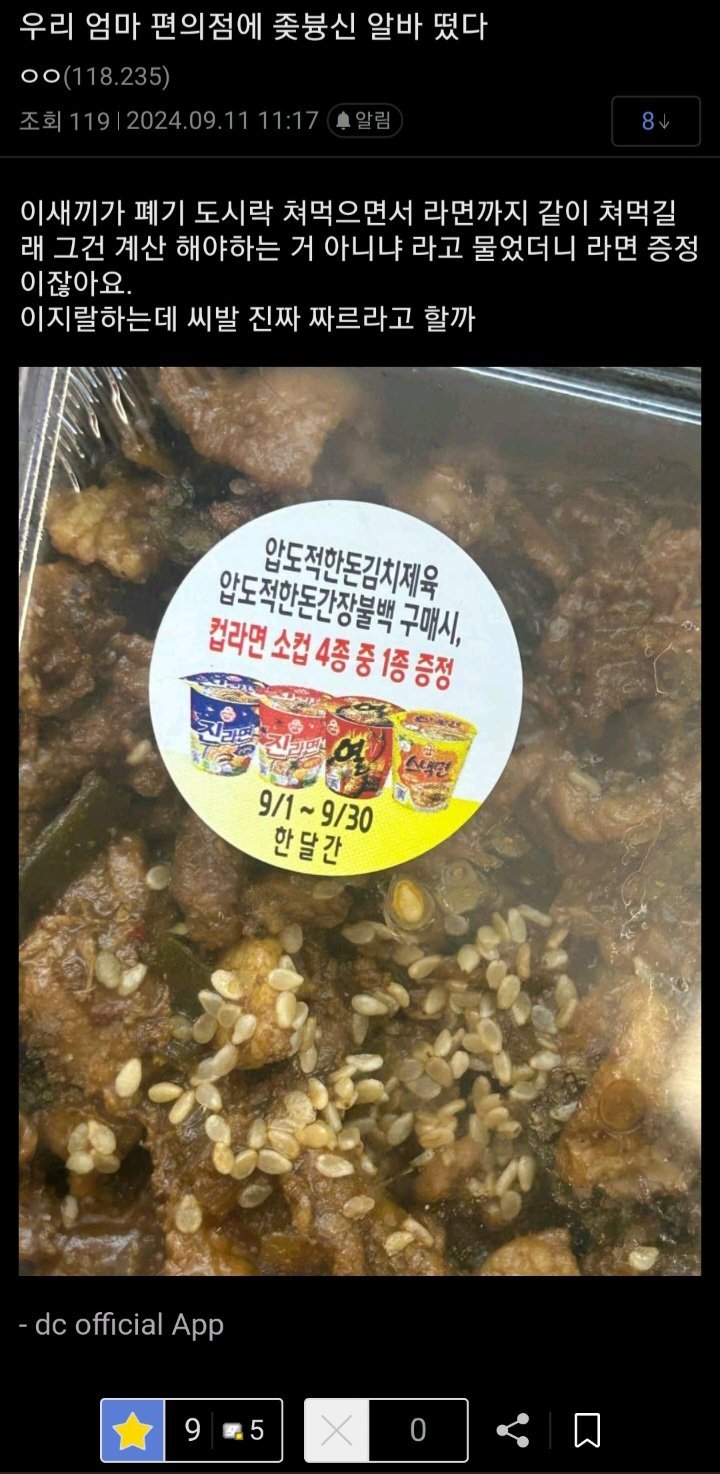 우리 엄마 편의점에 좆븅신 알바 떴다
ㅇㅇ(118.235)
조회 119 | 2024.09.11 11:17 알림
8↓
이새끼가 폐기 도시락 쳐먹으면서 라면까지 같이 쳐먹길
래 그건 계산 해야하는 거 아니냐 라고 물었더니 라면 증정
이잖아요.
이지랄하는데 씨발 진짜 짜르라고 할까
압도적한돈김치제육
압도적한돈간장불백 구매시,
컵라면 소컵 4종 중 1종 증정
진라면 진라면 열 스낵면
9/1 ~ 9/30
한 달 간
- dc official App
9 5 0